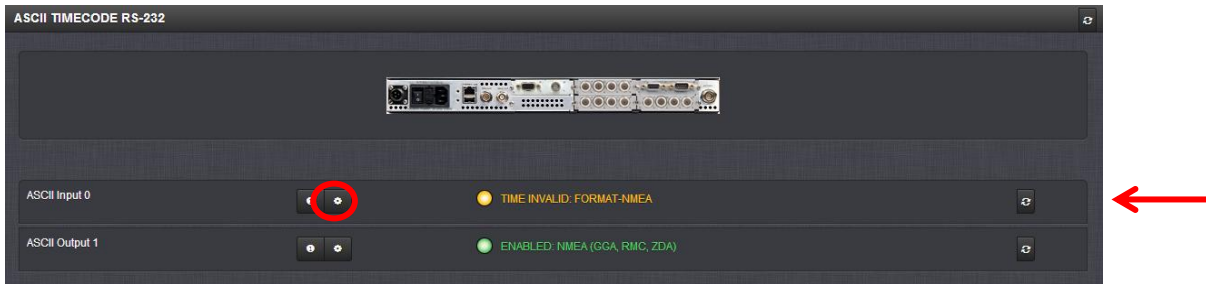 ASCII TIMECODE RS-232
ASCII Input 0
TIME INVALID: FORMAT-NMEA
ASCII Output 1
ENABLED: NMEA (GGA, RMC, ZDA)